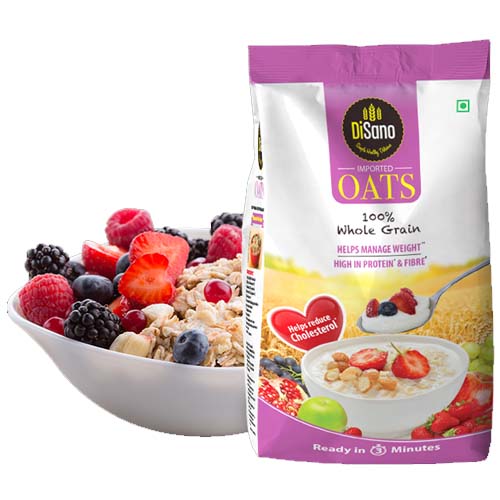 DiSano
IMPORTED
OATS
100%
Whole Grain
HELPS MANAGE WEIGHT**
HIGH IN PROTEIN* & FIBRE*
Helps reduce
Cholesterol
Ready in 3 Minutes